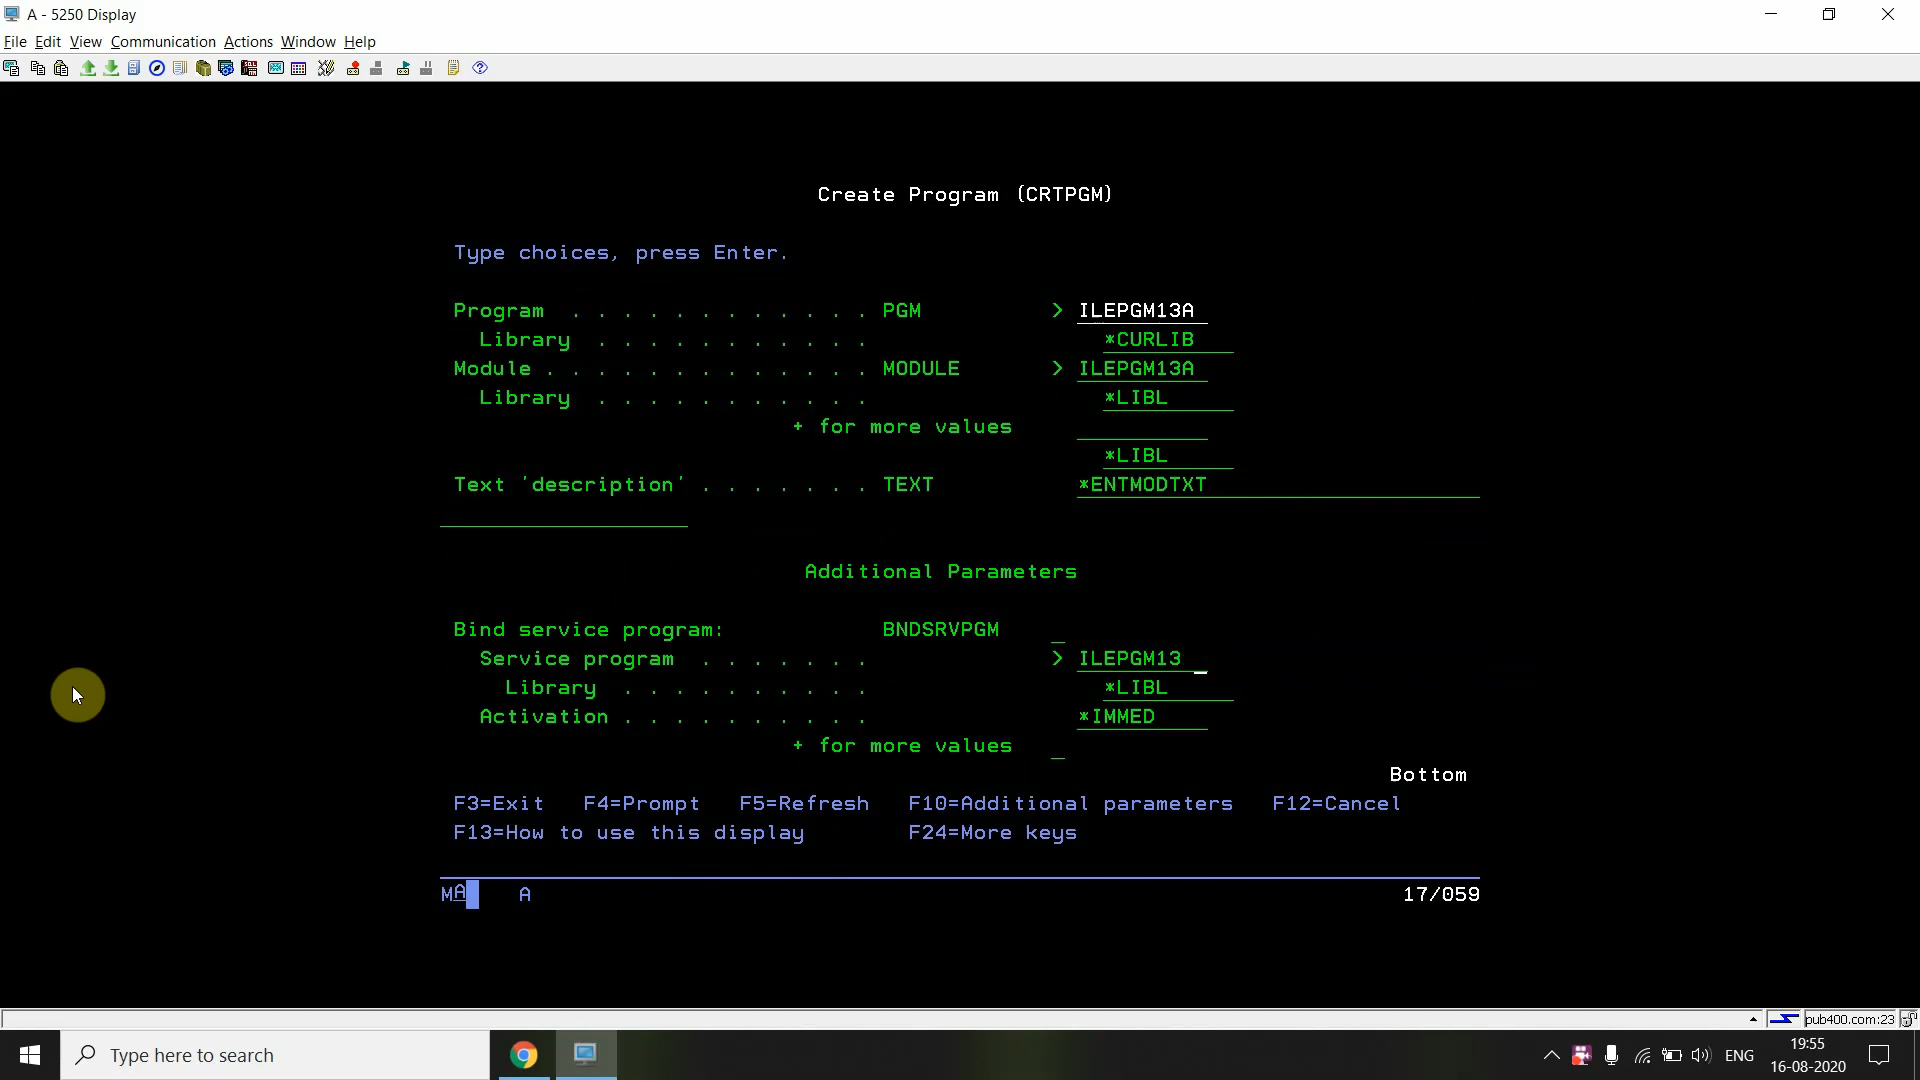 A - 5250 Display
File Edit View Communication Actions Window Help
Create Program (CRTPGM)
Type choices, press Enter.
Program . . . . . . . . . . . . PGM > ILEPGM13A
Library . . . . . . . . . . . *CURLIB
Module . . . . . . . . . . . . . MODULE > ILEPGM13A
Library . . . . . . . . . . . *LIBL
+ for more values
*LIBL
Text 'description' . . . . . . . TEXT *ENTMODTXT
Additional Parameters
Bind service program: BNDSRVPGM
Service program . . . . . . . > ILEPGM13
Library . . . . . . . . . . *LIBL
Activation . . . . . . . . . . *IMMED
+ for more values
Bottom
F3=Exit F4=Prompt F5=Refresh F10=Additional parameters F12=Cancel
F13=How to use this display F24=More keys
MA A 17/059
pub400.com:23
Type here to search
ENG
19:55
16-08-2020